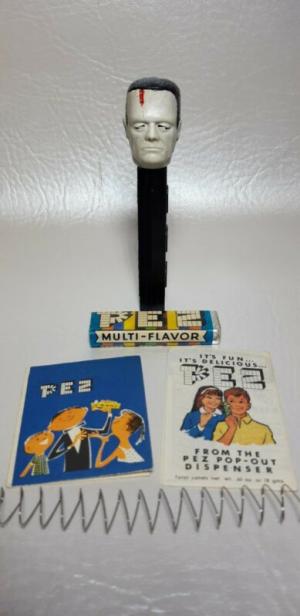 PEZ
MULTI-FLAVOR
PEZ
IT'S FUN...
IT'S DELICIOUS...
PEZ
FROM THE
PEZ POP-OUT
DISPENSER